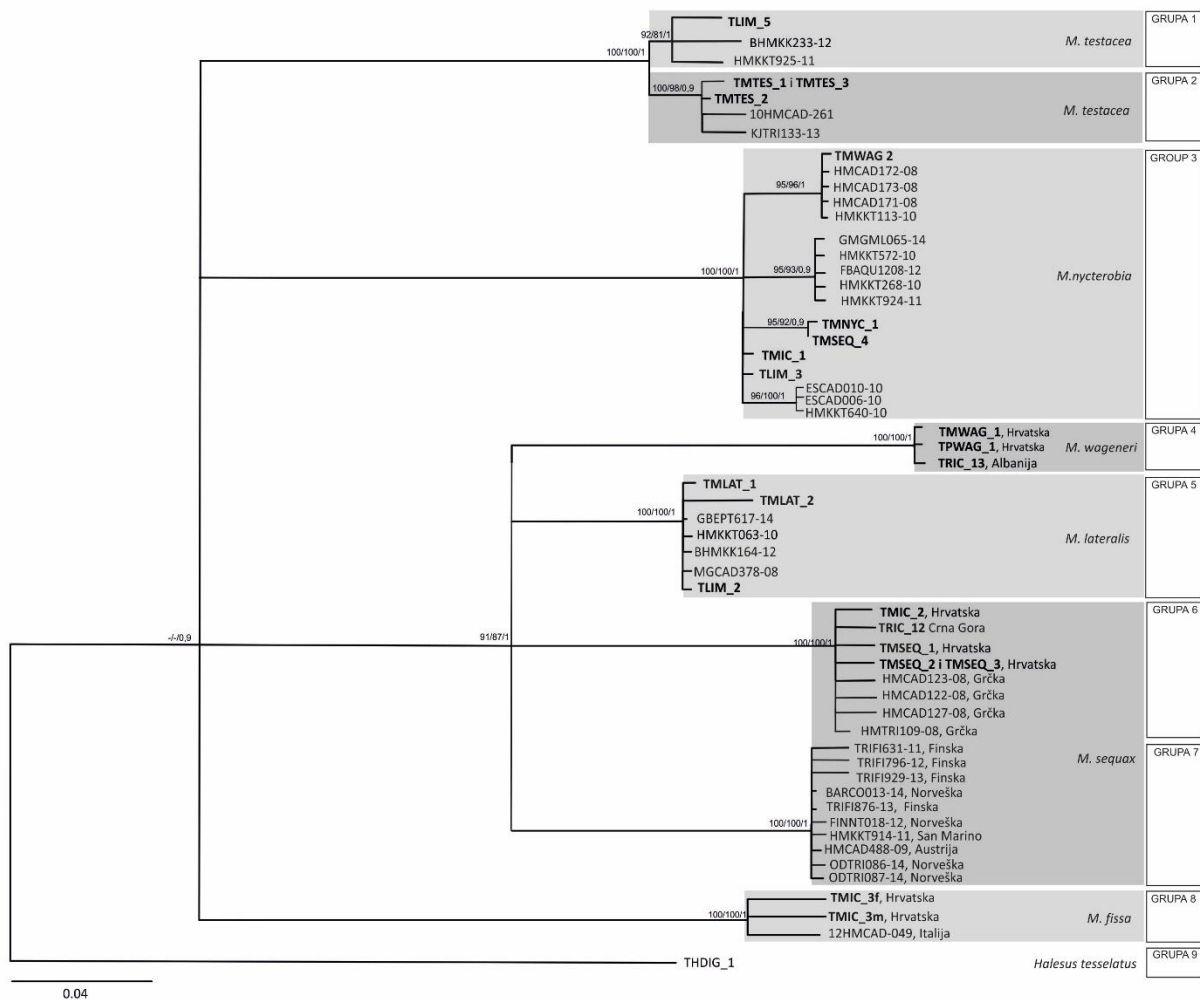 GRUPA 1
TLIM_5
92/81/1
BHMKK233-12
M. testacea
100/100/1
HMKKT925-11
GRUPA 2
TMTES_1 i TMTES_3
100/98/0,9
TMTES_2
10HMCAD-261
M. testacea
KJTRI133-13
GROUP 3
TMWAG 2
HMCAD172-08
95/96/1
HMCAD173-08
HMCAD171-08
HMKKT113-10
GMGML065-14
HMKKT572-10
100/100/1
95/93/0.9
FBAQU1208-12
M.nycterobia
HMKKT268-10
HMKKT924-11
95/92/0,9
TMNYC_1
TMSEQ_4
TMIC_1
TLIM_3
ESCAD010-10
96/100/1
ESCAD006-10
HMKKT640-10
GRUPA 4
TMWAG_1, Hrvatska
100/100/1
TPWAG_1, Hrvatska
M. wageneri
TRIC_13, Albanija
GRUPA 5
TMLAT_1
TMLAT_2
100/100/1
GBEPT617-14
HMKKT063-10
M. lateralis
BHMKK164-12
MGCAD378-08
TLIM_2
GRUPA 6
TMIC_2, Hrvatska
TRIC_12 Crna Gora
-/-/0,9
91/87/1
100/100/1
TMSEQ_1, Hrvatska
TMSEQ_2 i TMSEQ_3, Hrvatska
HMCAD123-08, Grčka
HMCAD122-08, Grčka
HMCAD127-08, Grčka
HMTRI109-08, Grčka
GRUPA 7
TRIFI631-11, Finska
M. sequax
TRIFI796-12, Finska
TRIFI929-13, Finska
BARCO013-14, Norveška
TRIFI876-13, Finska
100/100/1
FINNT018-12, Norveška
HMKKT914-11, San Marino
HMCAD488-09, Austrija
ODTRI086-14, Norveška
ODTRI087-14, Norveška
GRUPA 8
TMIC_3f, Hrvatska
100/100/1
TMIC_3m, Hrvatska
M. fissa
12HMCAD-049, Italija
GRUPA 9
THDIG_1
Halesus tesselatus
0.04